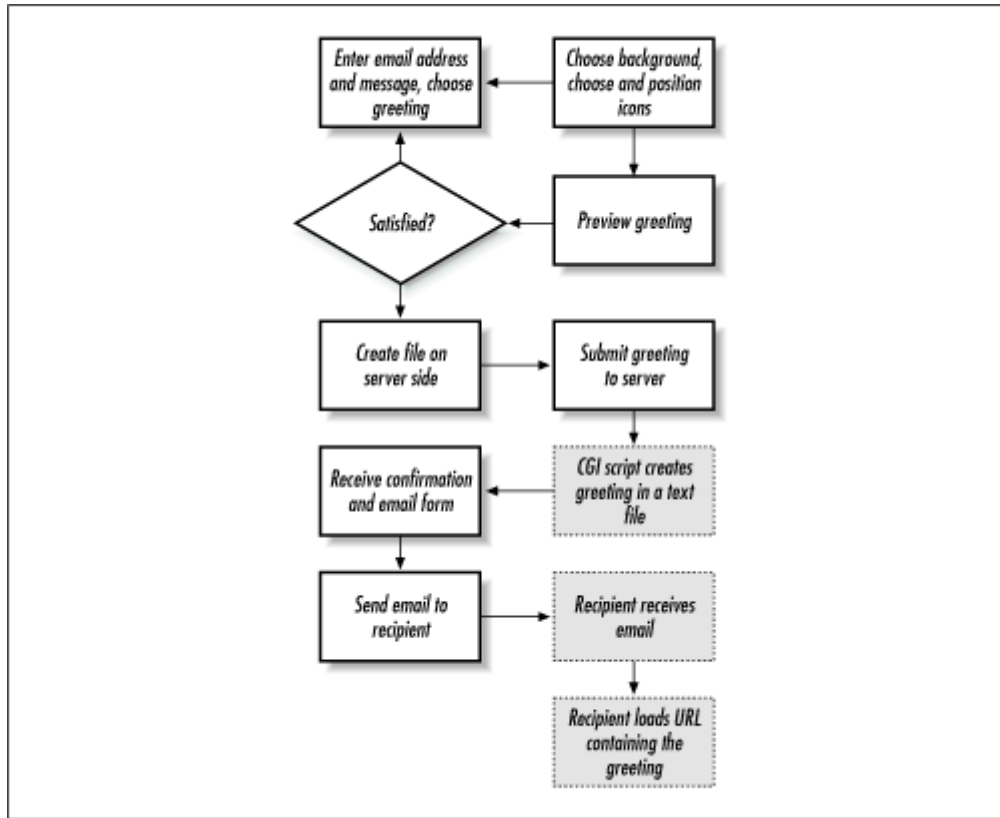 Enter email address
and message, choose
greeting
Choose background,
choose and position
icons
Satisfied?
Preview greeting
Create file on
server side
Submit greeting
to server
Receive confirmation
and email form
CGI script creates
greeting in a text
file
Send email to
recipient
Recipient receives
email
Recipient loads URL
containing the
greeting